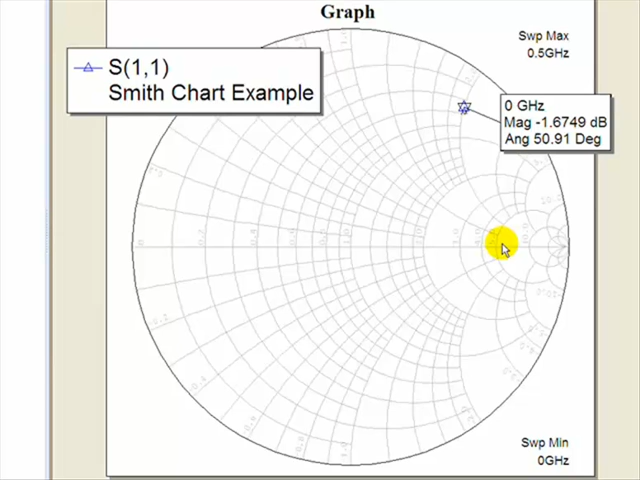 Graph
Swp Max
0.5GHz
S(1,1)
Smith Chart Example
0 GHz
Mag -1.6749 dB
Ang 50.91 Deg
Swp Min
0GHz